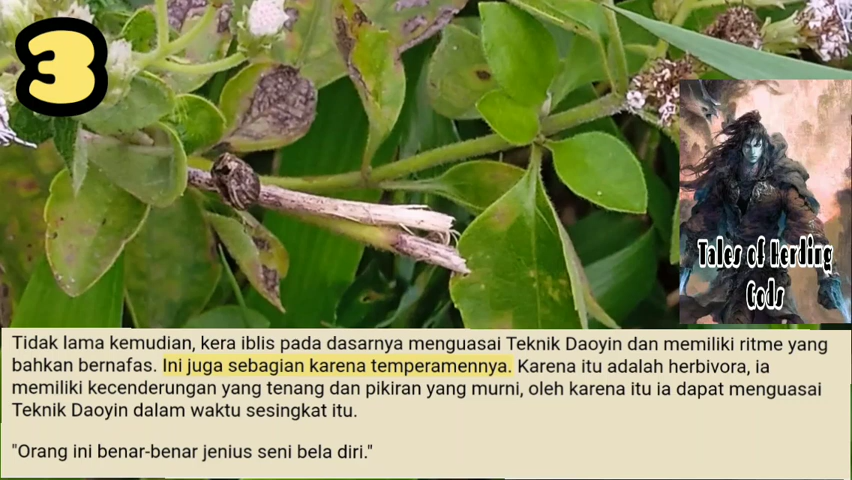 3
Tales of Herding
Gods
Tidak lama kemudian, kera iblis pada dasarnya menguasai Teknik Daoyin dan memiliki ritme yang
bahkan bernafas. Ini juga sebagian karena temperamennya. Karena itu adalah herbivora, ia
memiliki kecenderungan yang tenang dan pikiran yang murni, oleh karena itu ia dapat menguasai
Teknik Daoyin dalam waktu sesingkat itu.
"Orang ini benar-benar jenius seni bela diri."